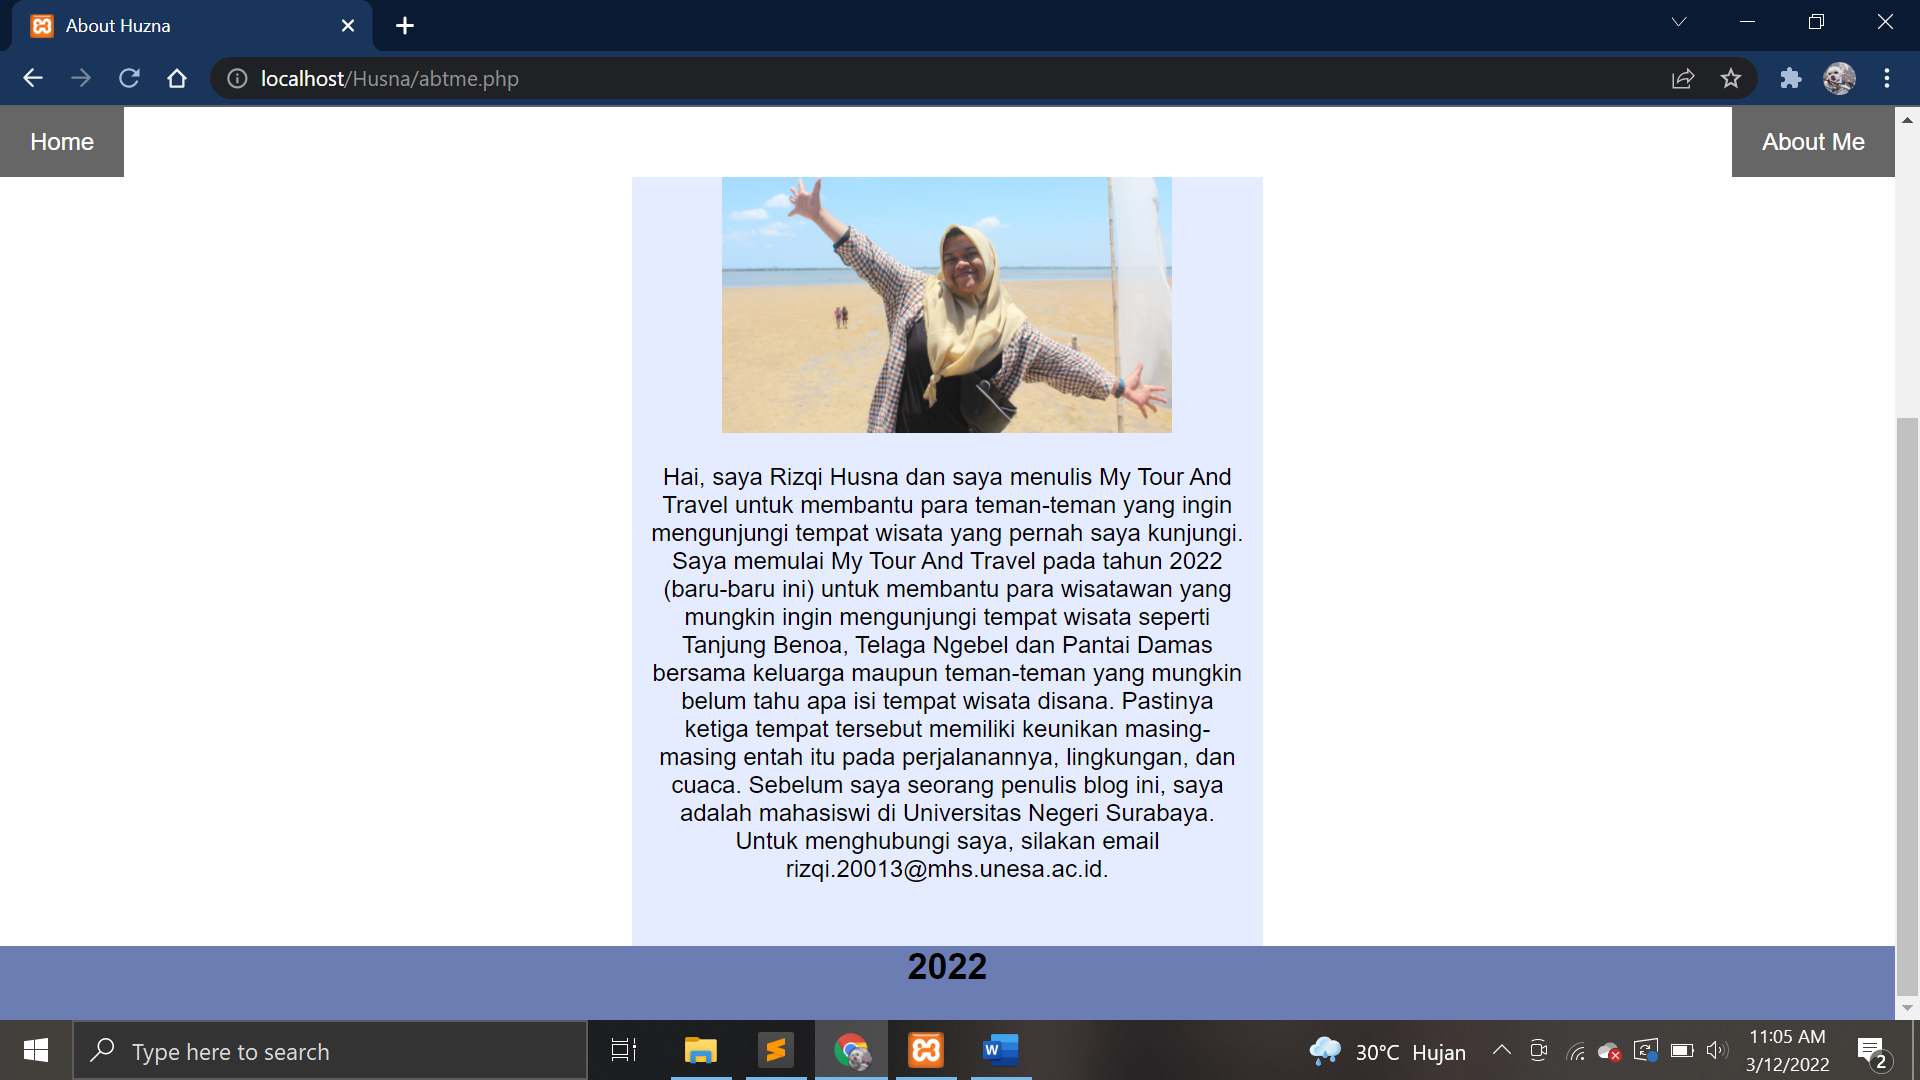 About Huzna
localhost/Husna/abtme.php
Home
About Me
Hai, saya Rizqi Husna dan saya menulis My Tour And
Travel untuk membantu para teman-teman yang ingin
mengunjungi tempat wisata yang pernah saya kunjungi.
Saya memulai My Tour And Travel pada tahun 2022
(baru-baru ini) untuk membantu para wisatawan yang
mungkin ingin mengunjungi tempat wisata seperti
Tanjung Benoa, Telaga Ngebel dan Pantai Damas
bersama keluarga maupun teman-teman yang mungkin
belum tahu apa isi tempat wisata disana. Pastinya
ketiga tempat tersebut memiliki keunikan masing-
masing entah itu pada perjalanannya, lingkungan, dan
cuaca. Sebelum saya seorang penulis blog ini, saya
adalah mahasiswi di Universitas Negeri Surabaya.
Untuk menghubungi saya, silakan email
rizqi.20013@mhs.unesa.ac.id.
2022
Type here to search
W
30°C Hujan
11:05 AM
3/12/2022
2